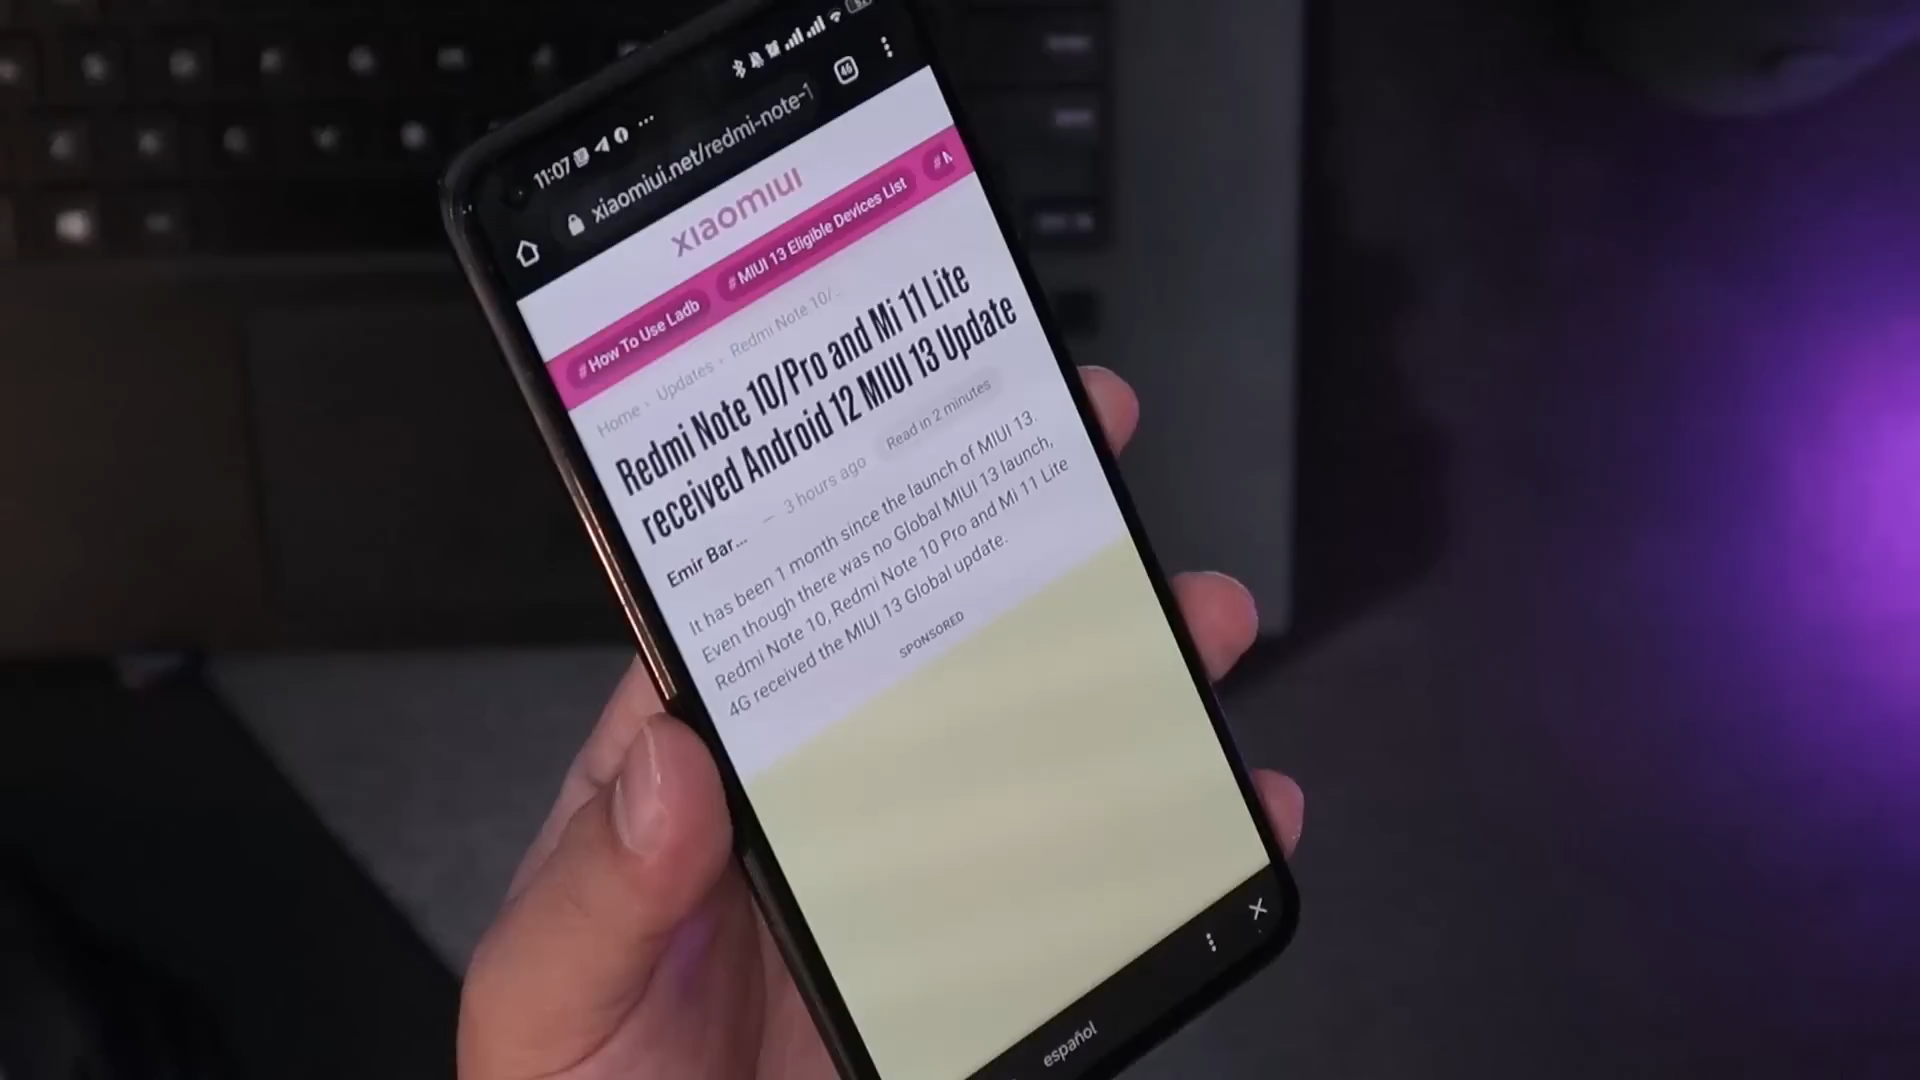 11:07
xiaomiui.net/redmi-note-1
46
xiaomiui
#How To Use Ladb
#MIUI 13 Eligible Devices List
Home
Updates
Redmi Note 10/..
Redmi Note 10/Pro and Mi 11 Lite
received Android 12 MIUI 13 Update
Emir Bar...
— 3 hours ago
Read in 2 minutes
It has been 1 month since the launch of MIUI 13.
Even though there was no Global MIUI 13 launch,
Redmi Note 10, Redmi Note 10 Pro and Mi 11 Lite
4G received the MIUI 13 Global update.
SPONSORED
español